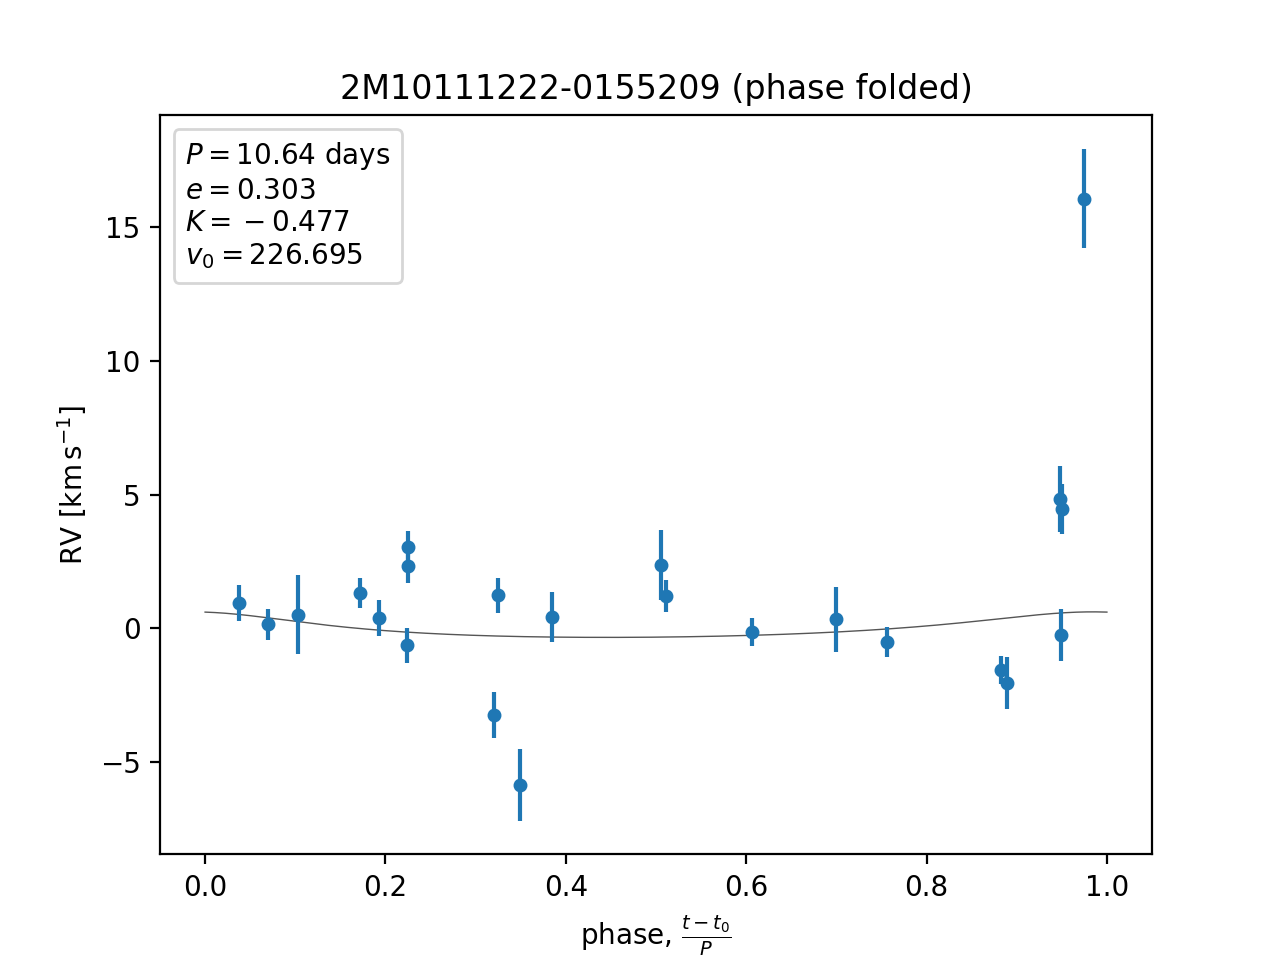 2M10111222-0155209 (phase folded)
P = 10.64 days
e = 0.303
K = − 0.477
v₀ = 226.695
15
10
5
0
−5
RV [km s⁻¹]
0.0 0.2 0.4 0.6 0.8 1.0
phase, (t − t₀)/P